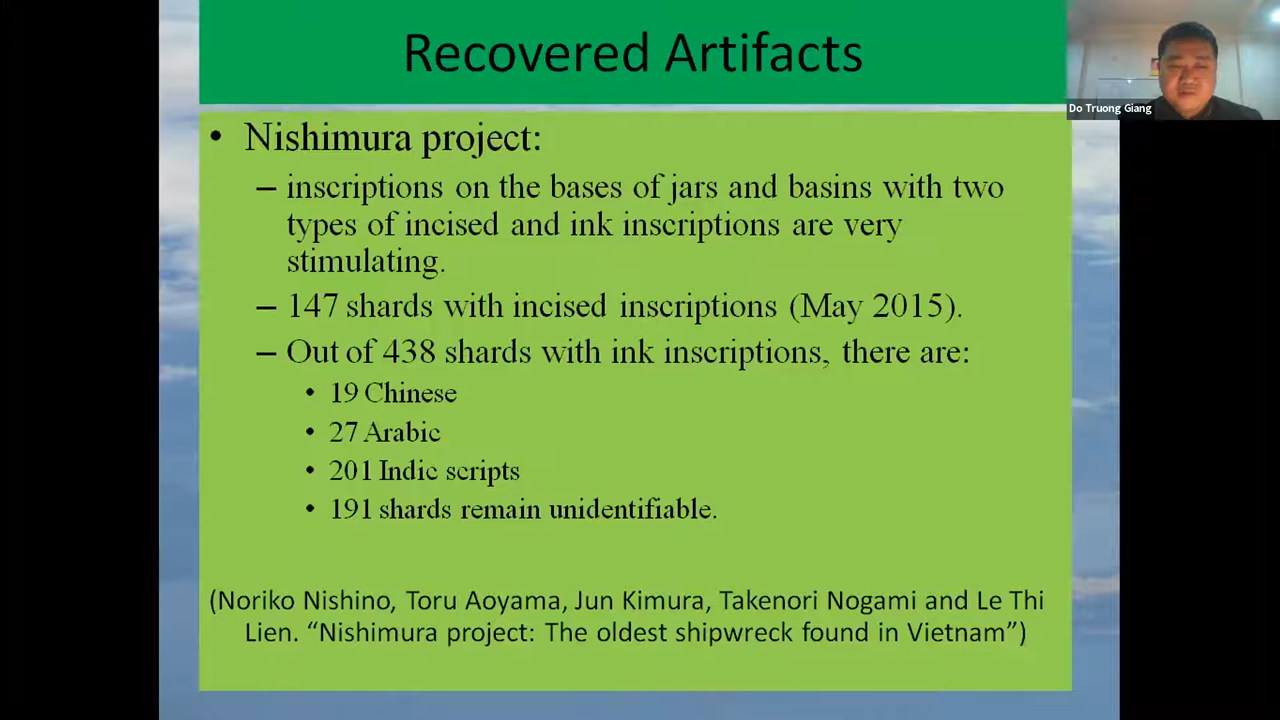 Recovered Artifacts
Do Truong Giang
• Nishimura project:
– inscriptions on the bases of jars and basins with two
types of incised and ink inscriptions are very
stimulating.
– 147 shards with incised inscriptions (May 2015).
– Out of 438 shards with ink inscriptions, there are:
• 19 Chinese
• 27 Arabic
• 201 Indic scripts
• 191 shards remain unidentifiable.
(Noriko Nishino, Toru Aoyama, Jun Kimura, Takenori Nogami and Le Thi
Lien. “Nishimura project: The oldest shipwreck found in Vietnam”)